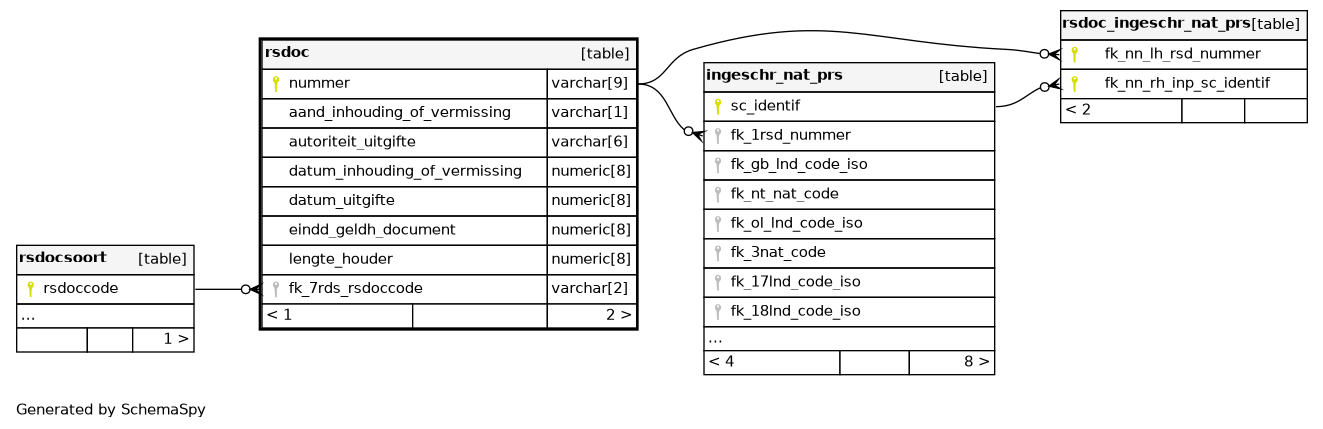 rsdoc [table]
nummer varchar[9]
aand_inhouding_of_vermissing varchar[1]
autoriteit_uitgifte varchar[6]
datum_inhouding_of_vermissing numeric[8]
datum_uitgifte numeric[8]
eindd_geldh_document numeric[8]
lengte_houder numeric[8]
fk_7rds_rsdoccode varchar[2]
< 1 2 >
rsdocsoort [table]
rsdoccode
...
1 >
ingeschr_nat_prs [table]
sc_identif
fk_1rsd_nummer
fk_gb_lnd_code_iso
fk_nt_nat_code
fk_ol_lnd_code_iso
fk_3nat_code
fk_17lnd_code_iso
fk_18lnd_code_iso
...
< 4 8 >
rsdoc_ingeschr_nat_prs [table]
fk_nn_lh_rsd_nummer
fk_nn_rh_inp_sc_identif
< 2
Generated by SchemaSpy